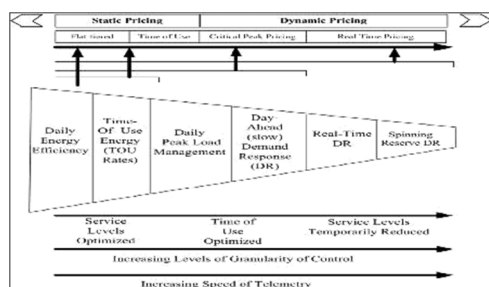 Static Pricing Dynamic Pricing
Flat tiered Time of Use Critical Peak Pricing Real Time Pricing
Daily
Energy
Efficiency
Time-
Of Use
Energy
(TOU
Rates)
Daily
Peak Load
Management
Day-
Ahead
(slow)
Demand
Response
(DR)
Real-Time
DR
Spinning
Reserve DR
Service
Levels
Optimized
Time of
Use
Optimized
Service Levels
Temporarily Reduced
Increasing Levels of Granularity of Control
Increasing Speed of Telemetry